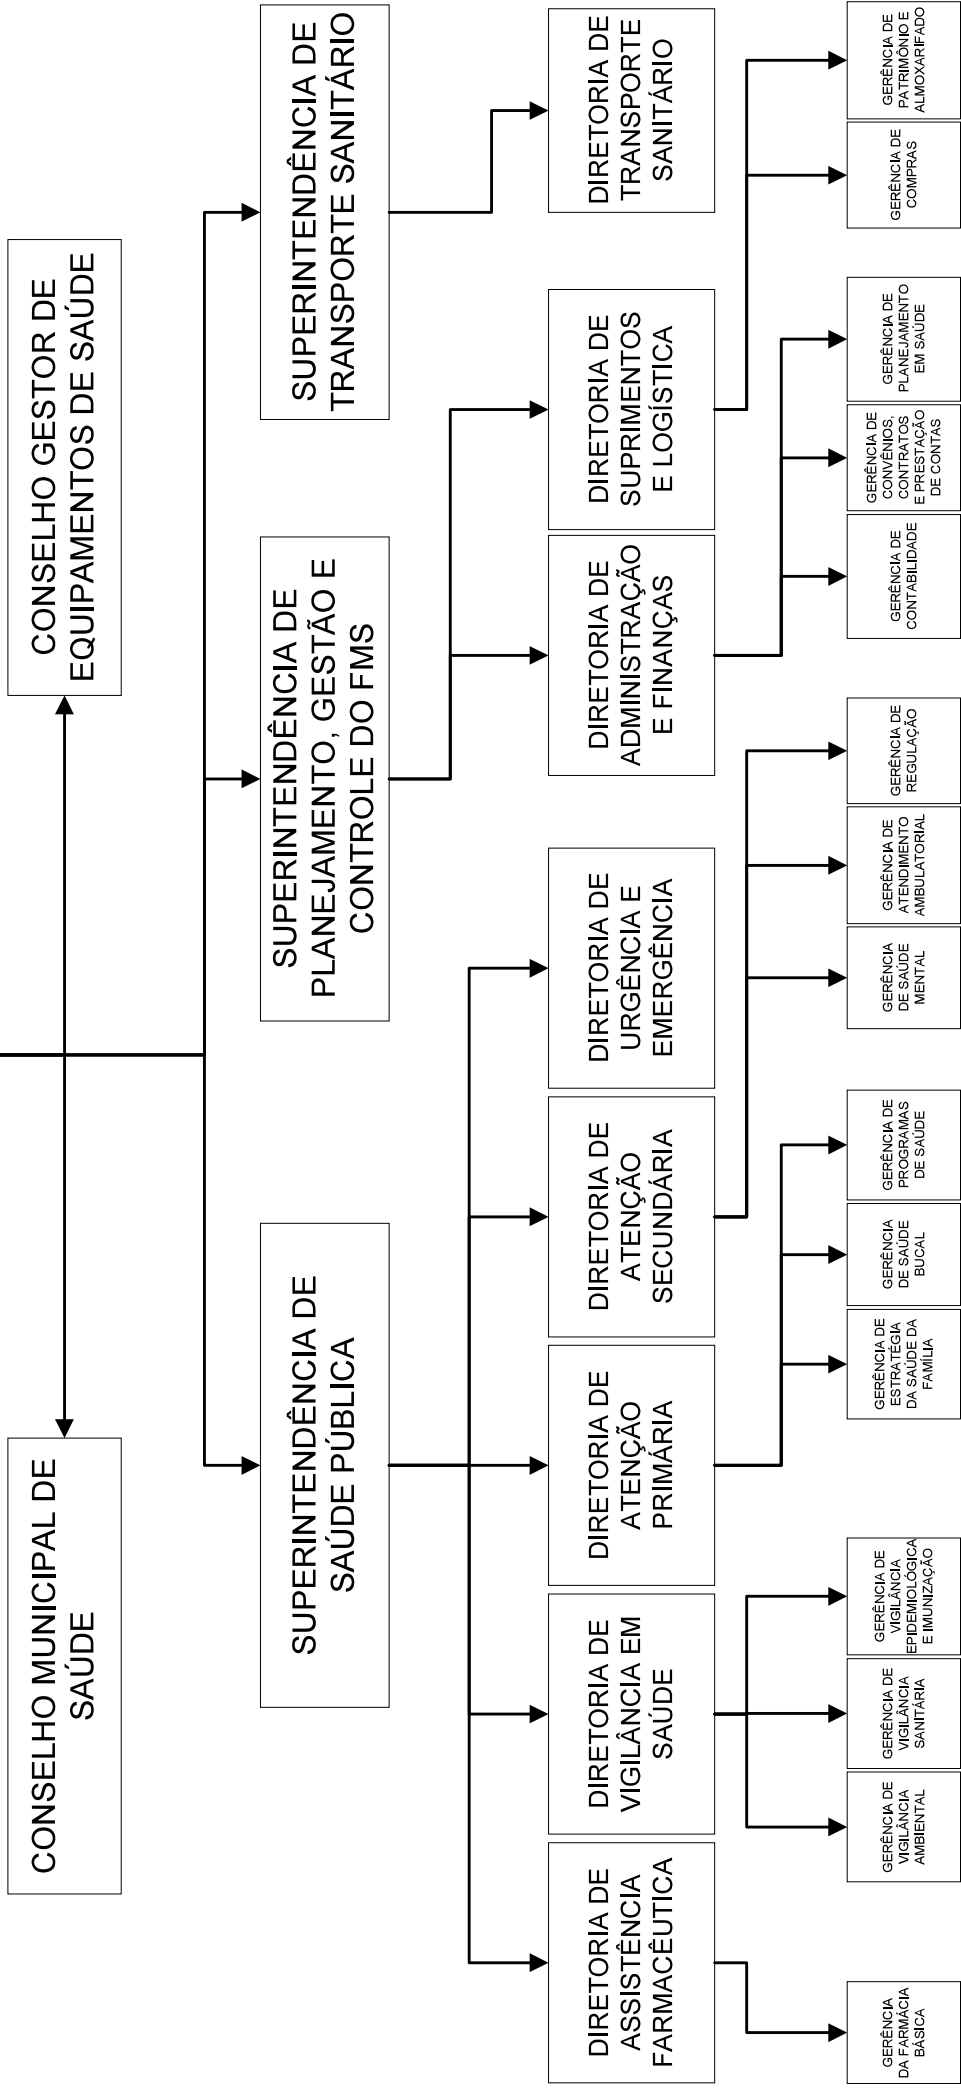 CONSELHO MUNICIPAL DE
SAÚDE
CONSELHO GESTOR DE
EQUIPAMENTOS DE SAÚDE
SUPERINTENDÊNCIA DE
SAÚDE PÚBLICA
SUPERINTENDÊNCIA DE
PLANEJAMENTO, GESTÃO E
CONTROLE DO FMS
SUPERINTENDÊNCIA DE
TRANSPORTE SANITÁRIO
DIRETORIA DE
ASSISTÊNCIA
FARMACÊUTICA
DIRETORIA DE
VIGILÂNCIA EM
SAÚDE
DIRETORIA DE
ATENÇÃO
PRIMÁRIA
DIRETORIA DE
ATENÇÃO
SECUNDÁRIA
DIRETORIA DE
URGÊNCIA E
EMERGÊNCIA
DIRETORIA DE
ADMINISTRAÇÃO
E FINANÇAS
DIRETORIA DE
SUPRIMENTOS
E LOGÍSTICA
DIRETORIA DE
TRANSPORTE
SANITÁRIO
GERÊNCIA
DA FARMÁCIA
BÁSICA
GERÊNCIA DE
VIGILÂNCIA
AMBIENTAL
GERÊNCIA DE
VIGILÂNCIA
SANITÁRIA
GERÊNCIA DE
VIGILÂNCIA
EPIDEMIOLÓGICA
E IMUNIZAÇÃO
GERÊNCIA DE
ESTRATÉGIA
DA SAÚDE DA
FAMÍLIA
GERÊNCIA
DE SAÚDE
BUCAL
GERÊNCIA DE
PROGRAMAS
DE SAÚDE
GERÊNCIA
DE SAÚDE
MENTAL
GERÊNCIA DE
ATENDIMENTO
AMBULATORIAL
GERÊNCIA DE
REGULAÇÃO
GERÊNCIA DE
CONTABILIDADE
GERÊNCIA DE
CONVÊNIOS,
CONTRATOS
E PRESTAÇÃO
DE CONTAS
GERÊNCIA DE
PLANEJAMENTO
EM SAÚDE
GERÊNCIA DE
COMPRAS
GERÊNCIA DE
PATRIMÔNIO E
ALMOXARIFADO